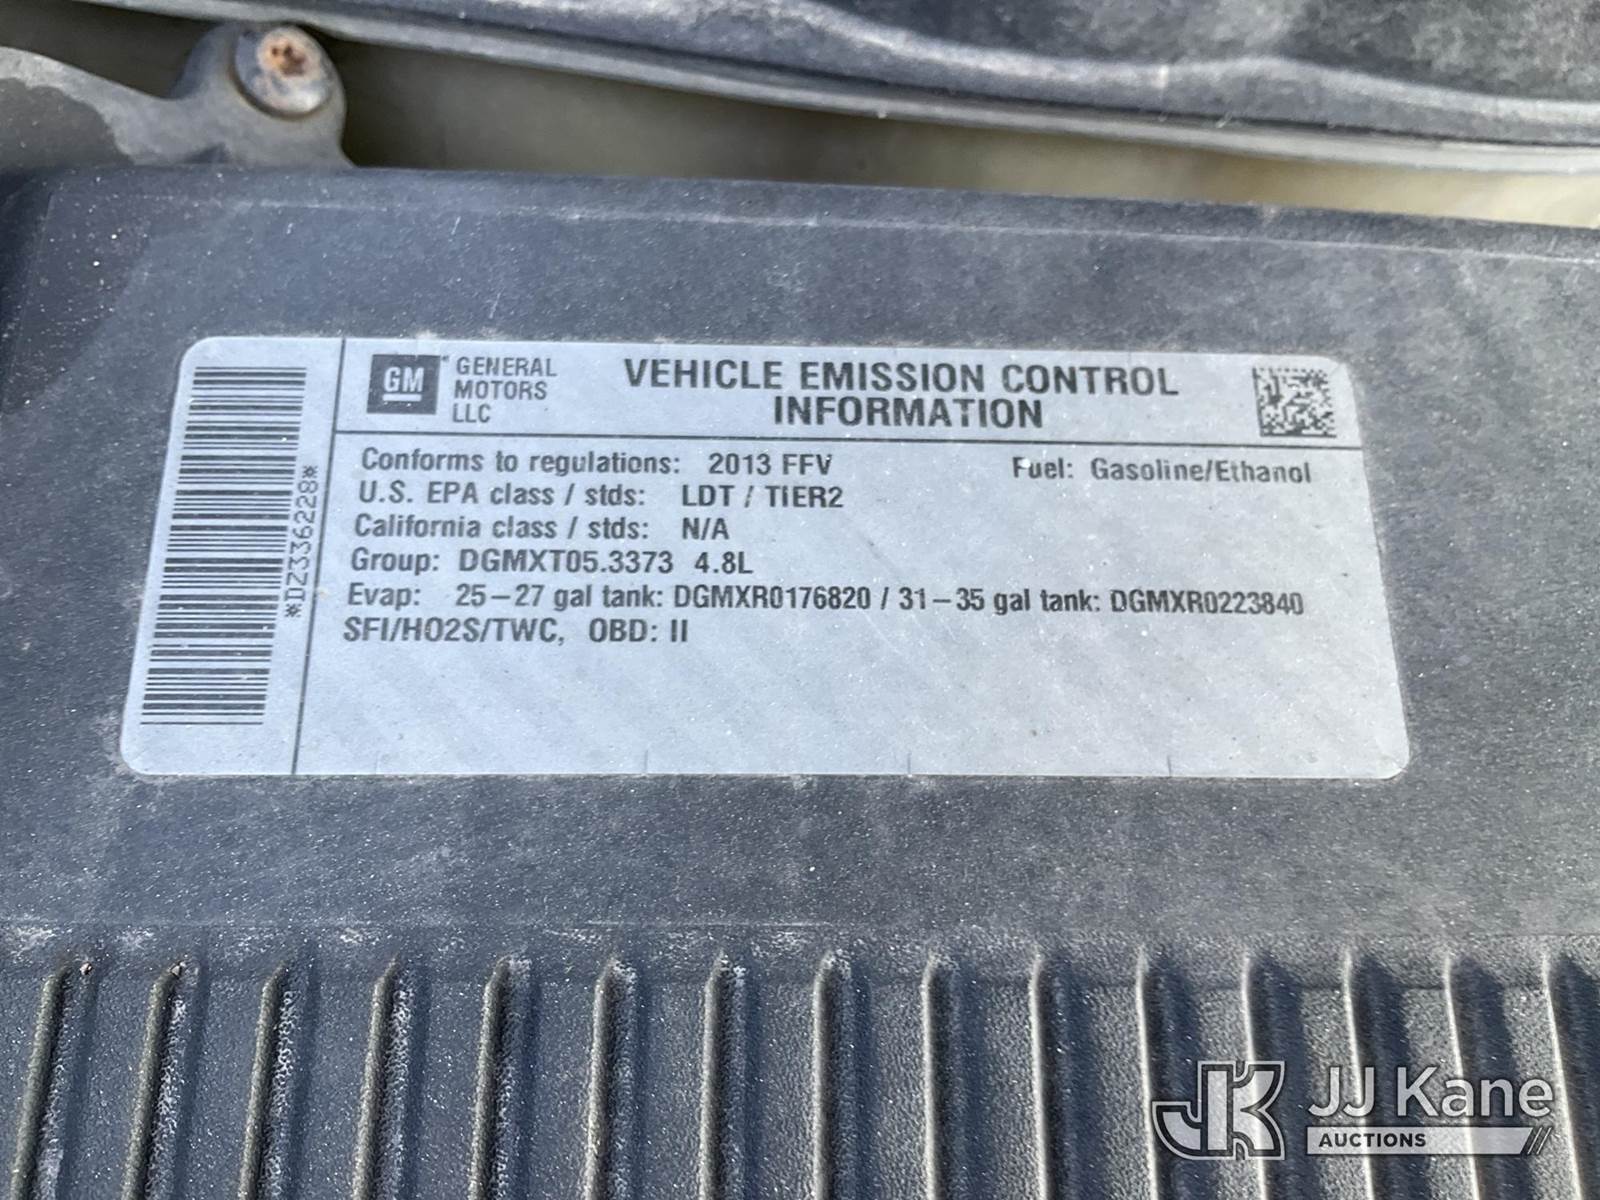 GM GENERAL MOTORS LLC
VEHICLE EMISSION CONTROL
INFORMATION
*DZ336228*
Conforms to regulations: 2013 FFV Fuel: Gasoline/Ethanol
U.S. EPA class / stds: LDT / TIER2
California class / stds: N/A
Group: DGMXT05.3373 4.8L
Evap: 25-27 gal tank: DGMXR0176820 / 31-35 gal tank: DGMXR0223840
SFI/HO2S/TWC, OBD: II
JK JJ Kane
AUCTIONS